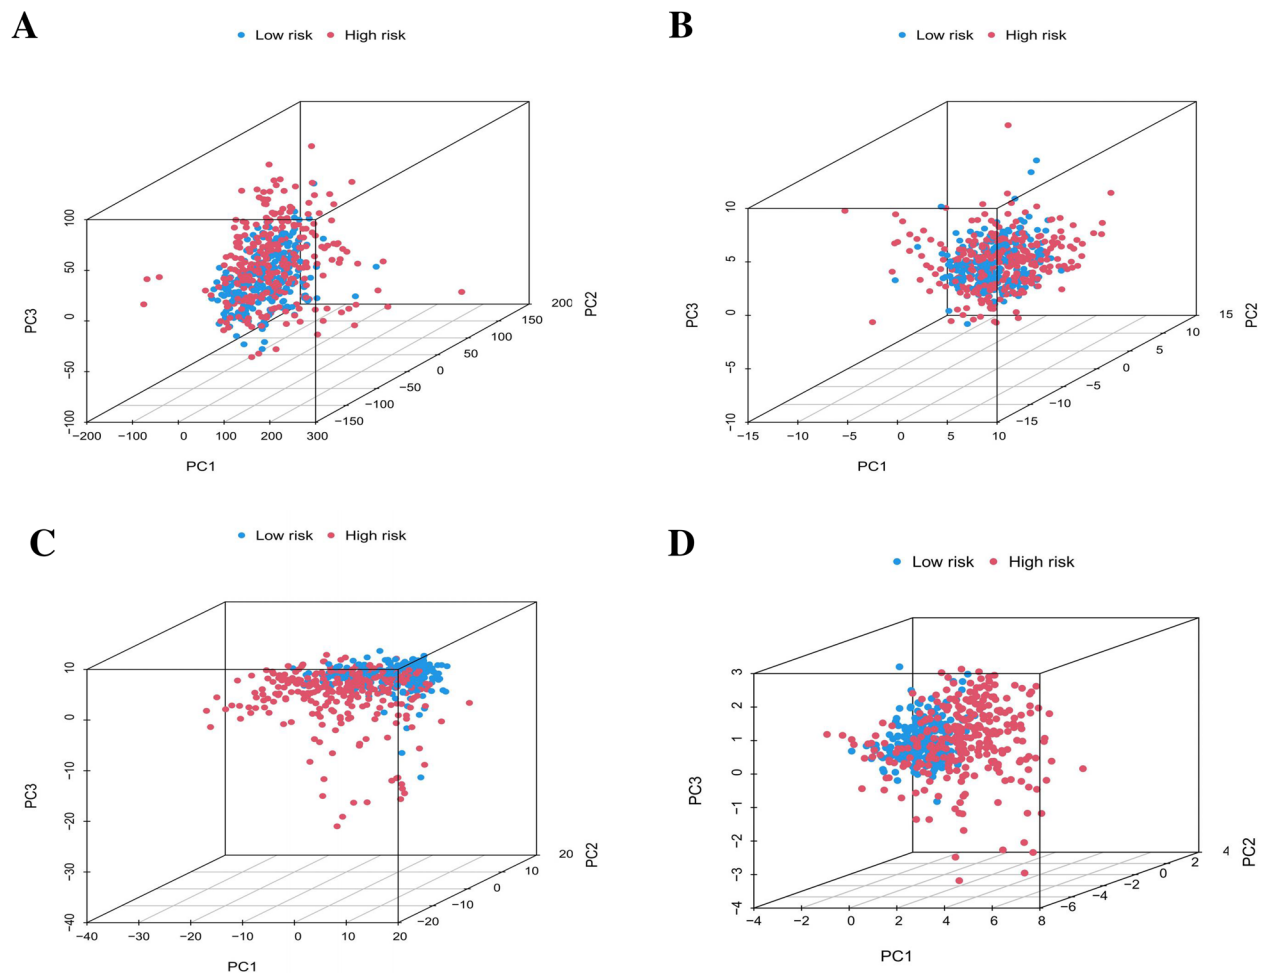 A
Low risk High risk
PC3
−100 −50 0 50 100
−200 −100 0 100 200 300
PC1
−150 −100 −50 0 50 100 150 200
PC2
B
Low risk High risk
PC3
−10 −5 0 5 10
−15 −10 −5 0 5 10
PC1
−15 −10 −5 0 5 10 15
PC2
C
Low risk High risk
PC3
−40 −30 −20 −10 0 10
−40 −30 −20 −10 0 10 20
PC1
−20 −10 0 10 20
PC2
D
Low risk High risk
PC3
−4 −3 −2 −1 0 1 2 3
−4 −2 0 2 4 6 8
PC1
−6 −4 −2 0 2 4
PC2